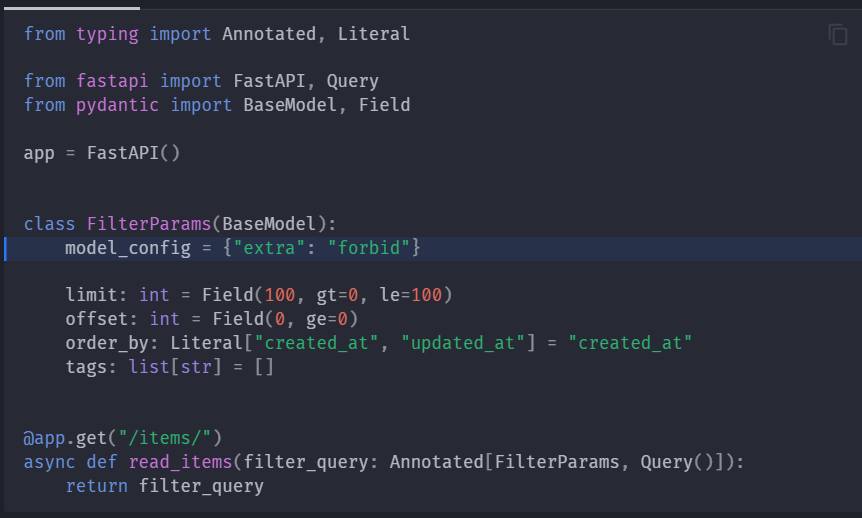 from typing import Annotated, Literal

from fastapi import FastAPI, Query
from pydantic import BaseModel, Field

app = FastAPI()


class FilterParams(BaseModel):
    model_config = {"extra": "forbid"}

    limit: int = Field(100, gt=0, le=100)
    offset: int = Field(0, ge=0)
    order_by: Literal["created_at", "updated_at"] = "created_at"
    tags: list[str] = []


@app.get("/items/")
async def read_items(filter_query: Annotated[FilterParams, Query()]):
    return filter_query